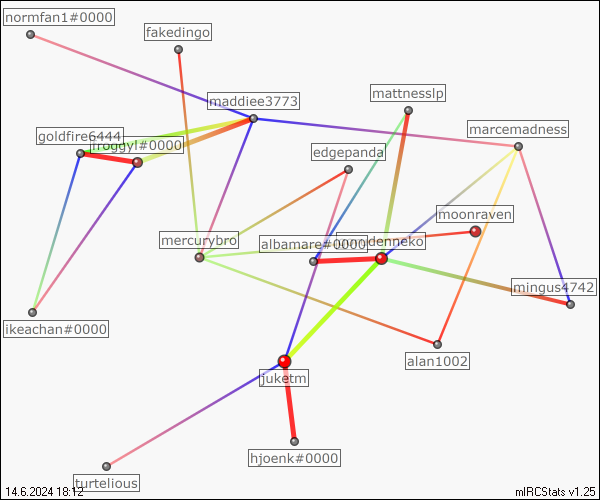 normfan1#0000
fakedingo
maddiee3773
mattnesslp
marcemadness
goldfire6444
froggyl#0000
edgepanda
moonraven
mercurybro
albamare#0000
mingus4742
ikeachan#0000
alan1002
juketm
hjoenk#0000
turtelious
14.6.2024 18:12
mIRCStats v1.25